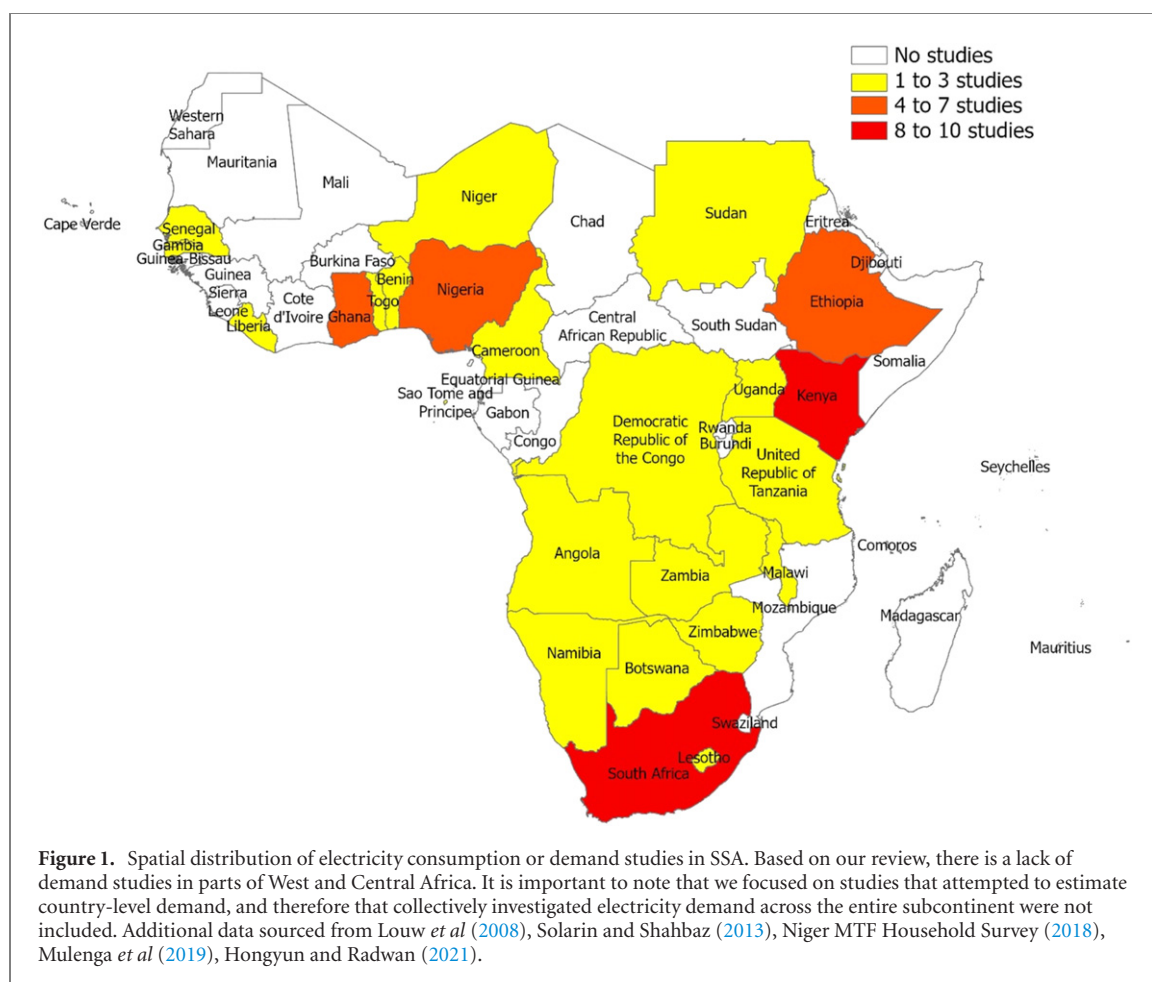 No studies
1 to 3 studies
4 to 7 studies
8 to 10 studies
Western
Sahara
Mauritania
Mali
Niger
Chad
Sudan
Eritrea
Cape Verde
Senegal
Gambia
Guinea-Bissau
Guinea
Sierra
Leone
Liberia
Burkina Faso
Cote
d'Ivoire
Ghana
Togo
Benin
Nigeria
Djibouti
Ethiopia
Central
African Republic
South Sudan
Somalia
Cameroon
Equatorial Guinea
Sao Tome and
Principe
Gabon
Congo
Democratic
Republic of
the Congo
Uganda
Kenya
Rwanda
Burundi
United
Republic of
Tanzania
Seychelles
Comoros
Angola
Zambia
Malawi
Mozambique
Madagascar
Mauritius
Namibia
Botswana
Zimbabwe
Swaziland
Lesotho
South Africa
Figure 1. Spatial distribution of electricity consumption or demand studies in SSA. Based on our review, there is a lack of
demand studies in parts of West and Central Africa. It is important to note that we focused on studies that attempted to estimate
country-level demand, and therefore that collectively investigated electricity demand across the entire subcontinent were not
included. Additional data sourced from Louw et al (2008), Solarin and Shahbaz (2013), Niger MTF Household Survey (2018),
Mulenga et al (2019), Hongyun and Radwan (2021).